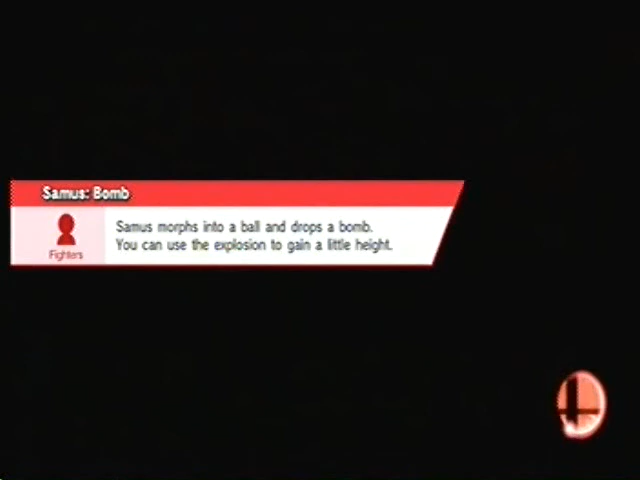 Samus: Bomb
Fighters
Samus morphs into a ball and drops a bomb.
You can use the explosion to gain a little height.